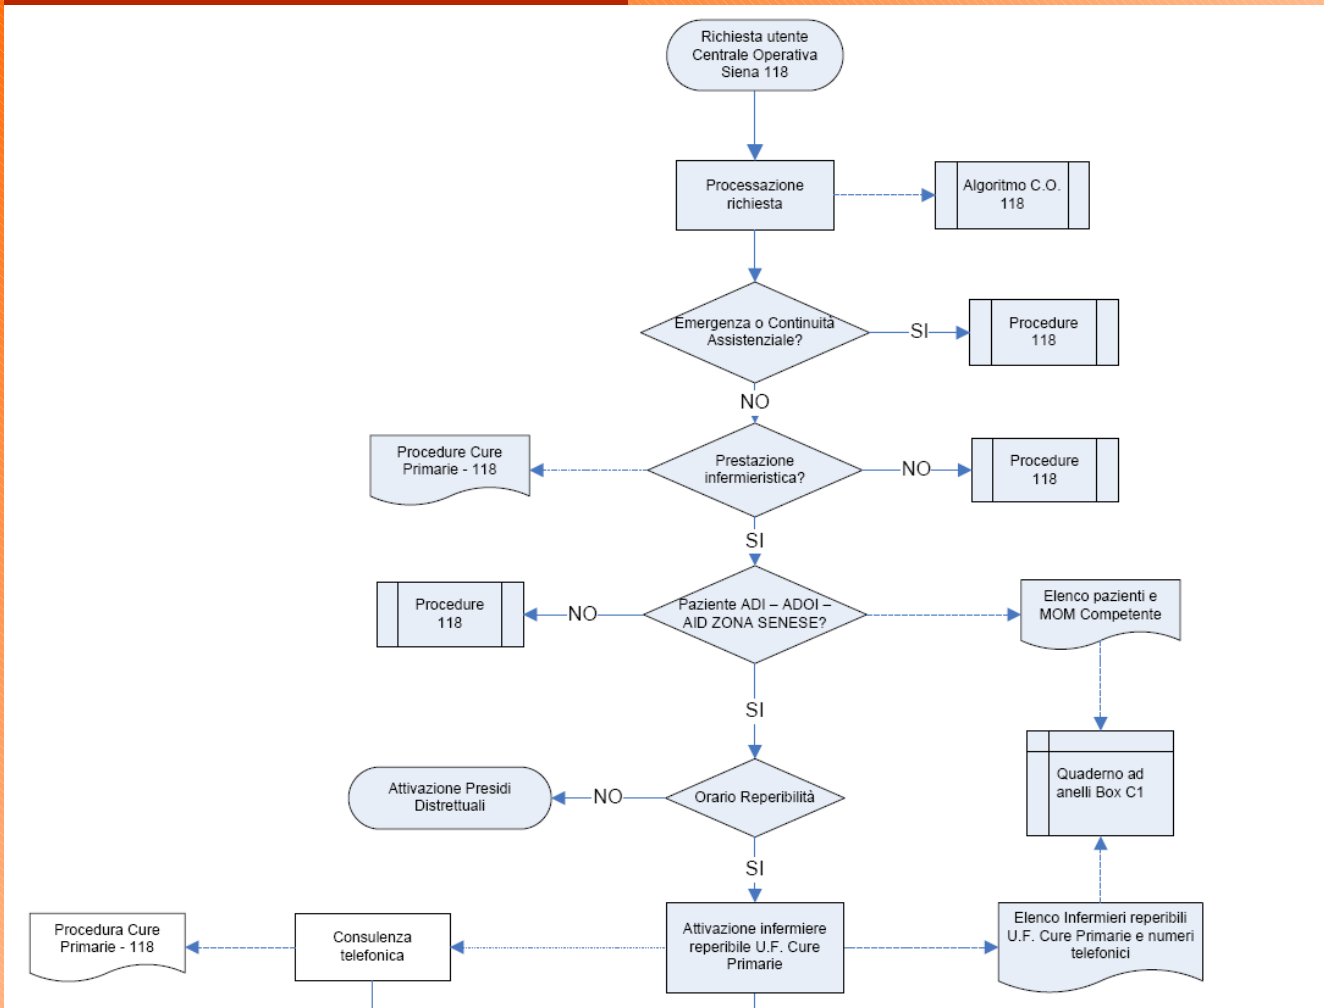 Richiesta utente
Centrale Operativa
Siena 118
Processazione
richiesta
Algoritmo C.O.
118
Emergenza o Continuità
Assistenziale?
SI
Procedure
118
NO
Procedure Cure
Primarie - 118
Prestazione
infermieristica?
NO
Procedure
118
SI
Procedure
118
NO
Paziente ADI – ADOI –
AID ZONA SENESE?
Elenco pazienti e
MOM Competente
SI
Quaderno ad
anelli Box C1
Attivazione Presidi
Distrettuali
NO
Orario Reperibilità
SI
Procedura Cure
Primarie - 118
Consulenza
telefonica
Attivazione infermiere
reperibile U.F. Cure
Primarie
Elenco Infermieri reperibili
U.F. Cure Primarie e numeri
telefonici